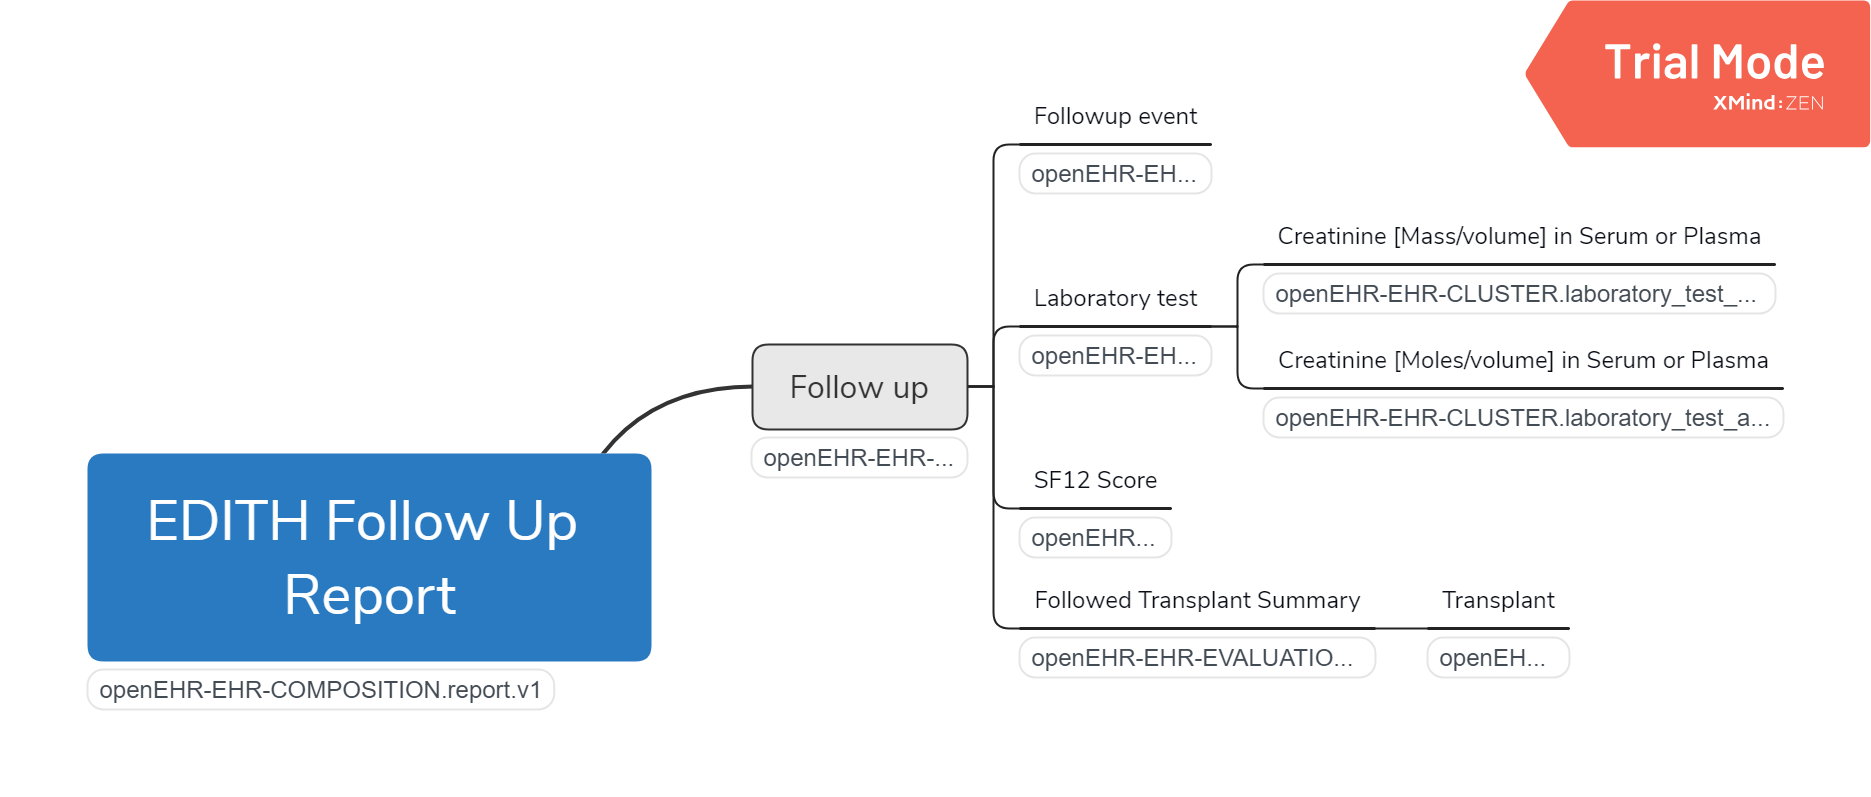 Trial Mode
XMind:ZEN
Followup event
openEHR-EH...
Creatinine [Mass/volume] in Serum or Plasma
openEHR-EHR-CLUSTER.laboratory_test_...
Laboratory test
openEHR-EH...
Creatinine [Moles/volume] in Serum or Plasma
openEHR-EHR-CLUSTER.laboratory_test_a...
Follow up
openEHR-EHR-...
SF12 Score
openEHR...
EDITH Follow Up
Report
openEHR-EHR-COMPOSITION.report.v1
Followed Transplant Summary
openEHR-EHR-EVALUATIO...
Transplant
openEH...